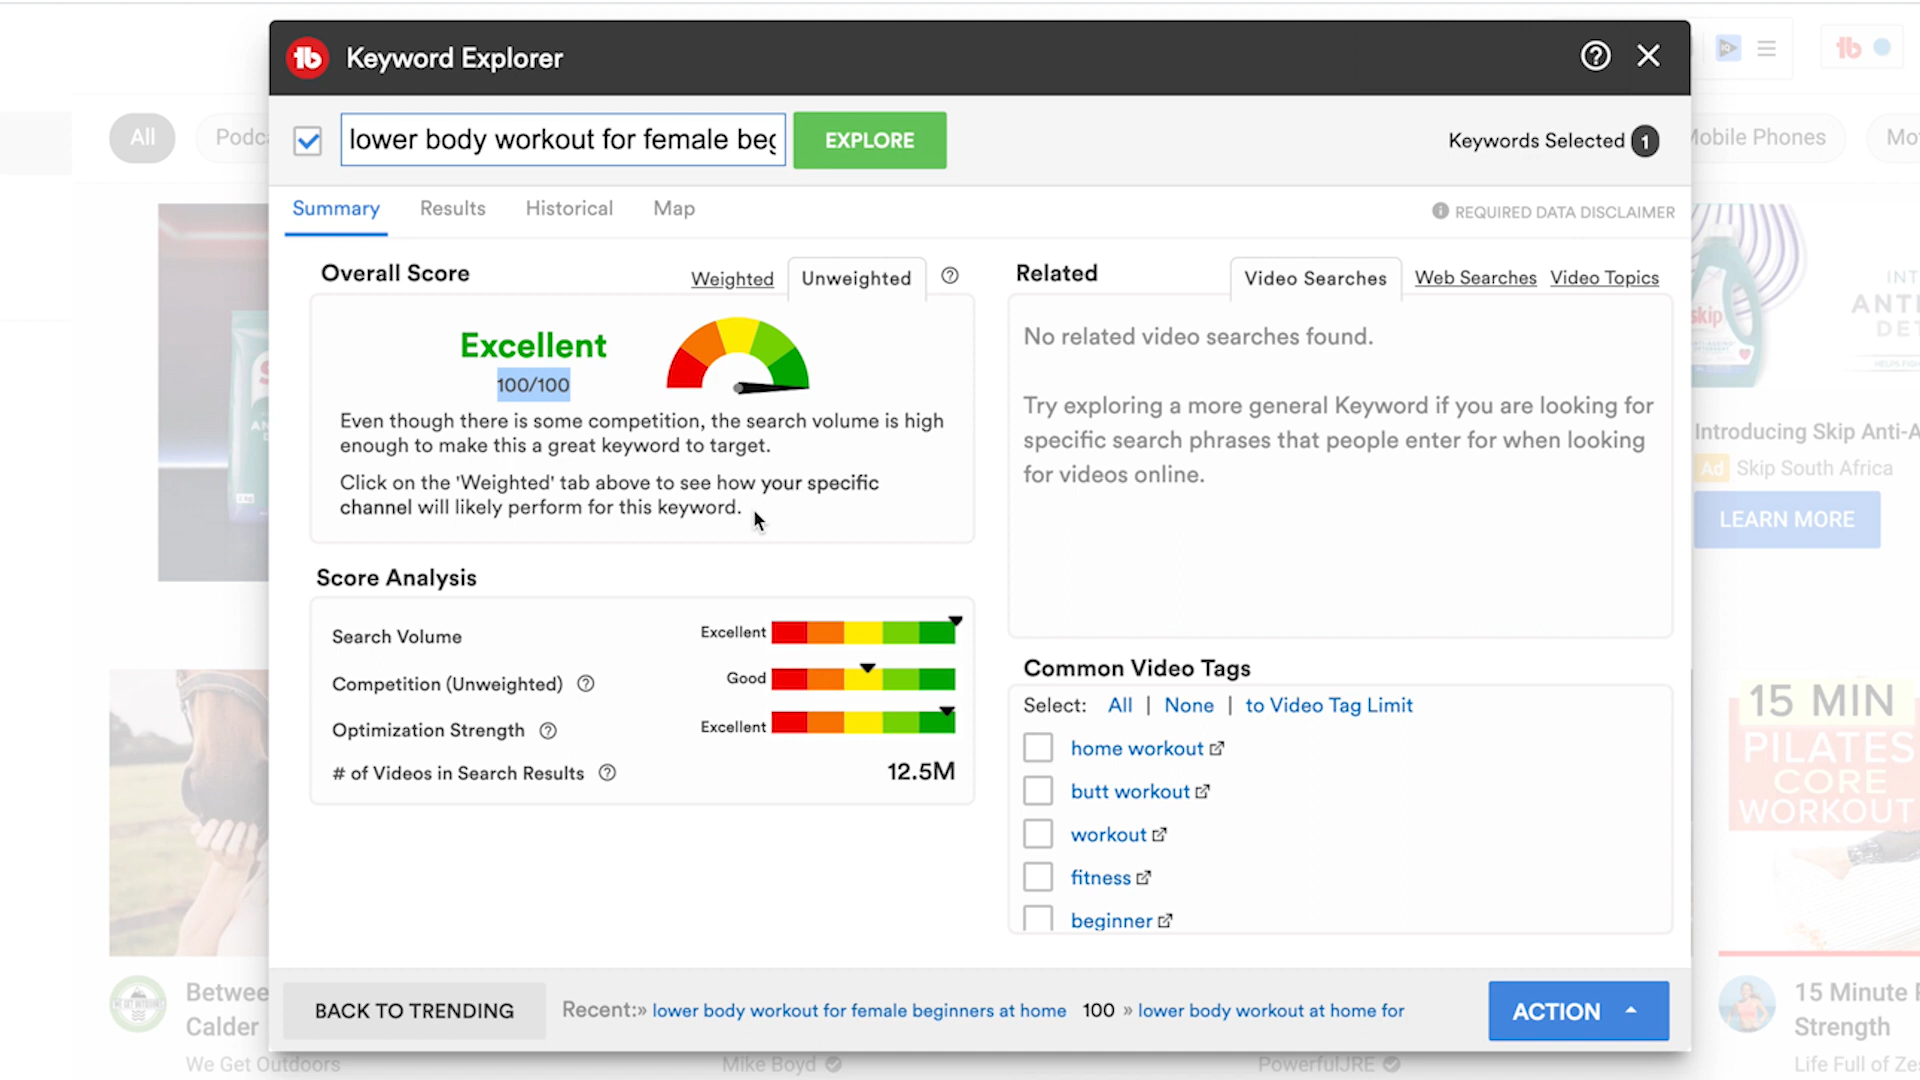 Keyword Explorer
lower body workout for female beg
EXPLORE
Keywords Selected 1
All
Podca
Mobile Phones
Mo
Summary
Results
Historical
Map
REQUIRED DATA DISCLAIMER
Overall Score
Weighted
Unweighted
Excellent
100/100
Even though there is some competition, the search volume is high
enough to make this a great keyword to target.
Click on the 'Weighted' tab above to see how your specific
channel will likely perform for this keyword.
Related
Video Searches
Web Searches
Video Topics
No related video searches found.
Try exploring a more general Keyword if you are looking for
specific search phrases that people enter for when looking
for videos online.
Score Analysis
Search Volume
Excellent
Competition (Unweighted)
Good
Optimization Strength
Excellent
# of Videos in Search Results
12.5M
Common Video Tags
Select: All | None | to Video Tag Limit
home workout
butt workout
workout
fitness
beginner
BACK TO TRENDING
Recent:» lower body workout for female beginners at home 100 » lower body workout at home for
ACTION
skip
INT
ANTI
DET
Introducing Skip Anti-A
Ad Skip South Africa
LEARN MORE
15 MIN
PILATES
CORE
WORKOUT
Betwee
Calder
We Get Outdoors
Mike Boyd
PowerfulJRE
15 Minute P
Strength
Life Full of Zes